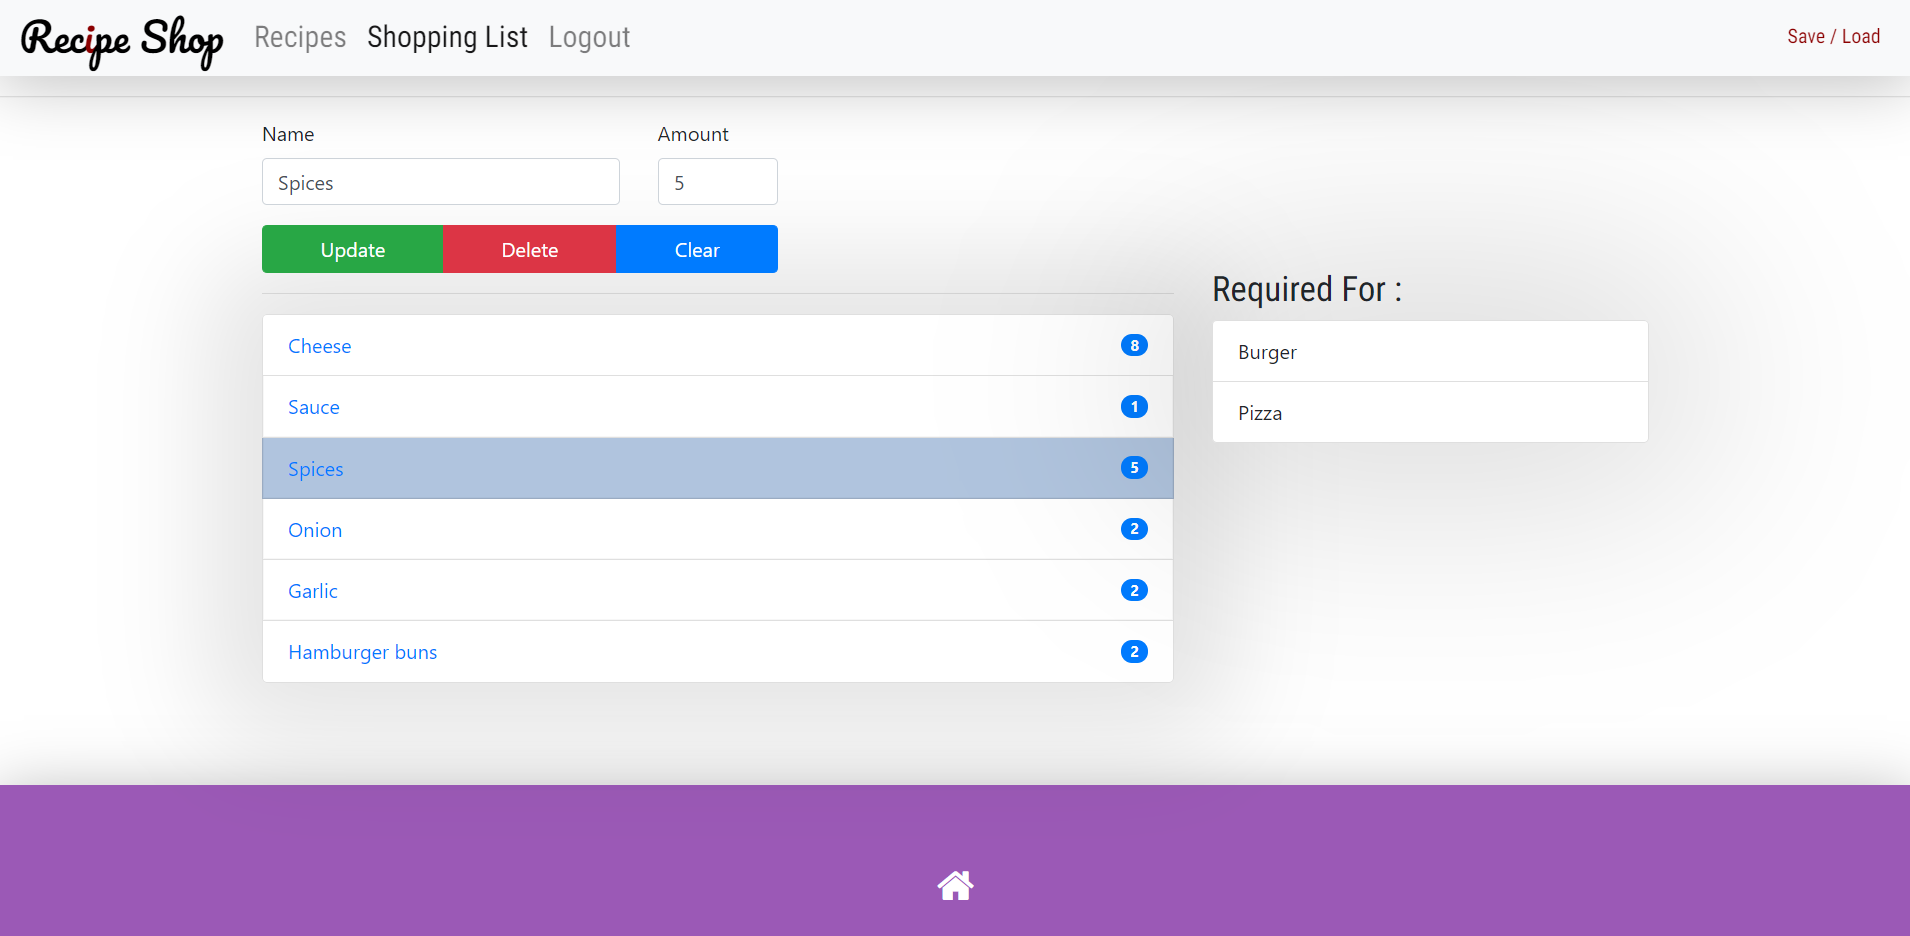 Recipe Shop Recipes Shopping List Logout Save / Load
Name Amount
Spices 5
Update Delete Clear
Cheese 8
Sauce 1
Spices 5
Onion 2
Garlic 2
Hamburger buns 2
Required For :
Burger
Pizza